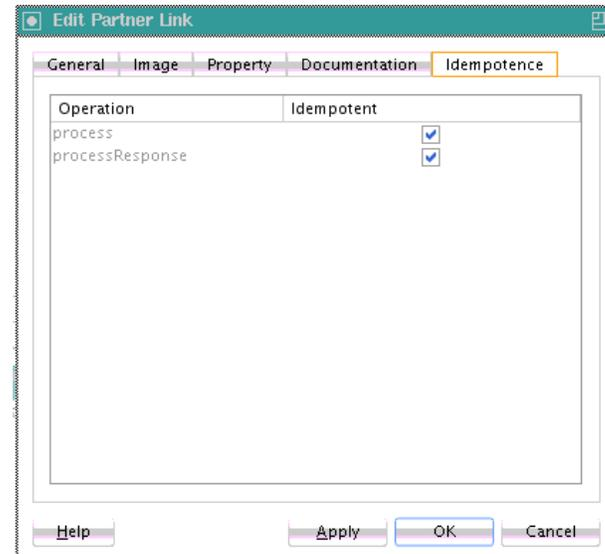 Edit Partner Link
General Image Property Documentation Idempotence
Operation Idempotent
process
processResponse
Help Apply OK Cancel